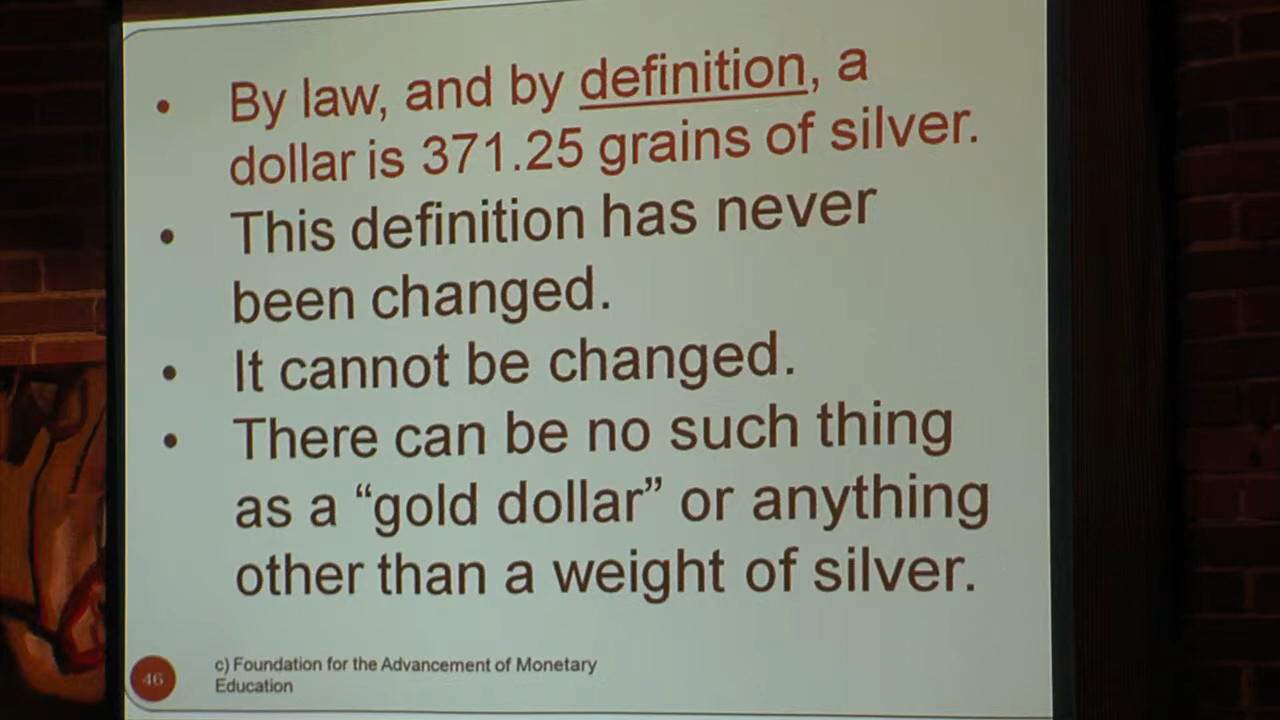 • By law, and by definition, a
dollar is 371.25 grains of silver.
• This definition has never
been changed.
• It cannot be changed.
• There can be no such thing
as a “gold dollar” or anything
other than a weight of silver.
c) Foundation for the Advancement of Monetary
Education
46